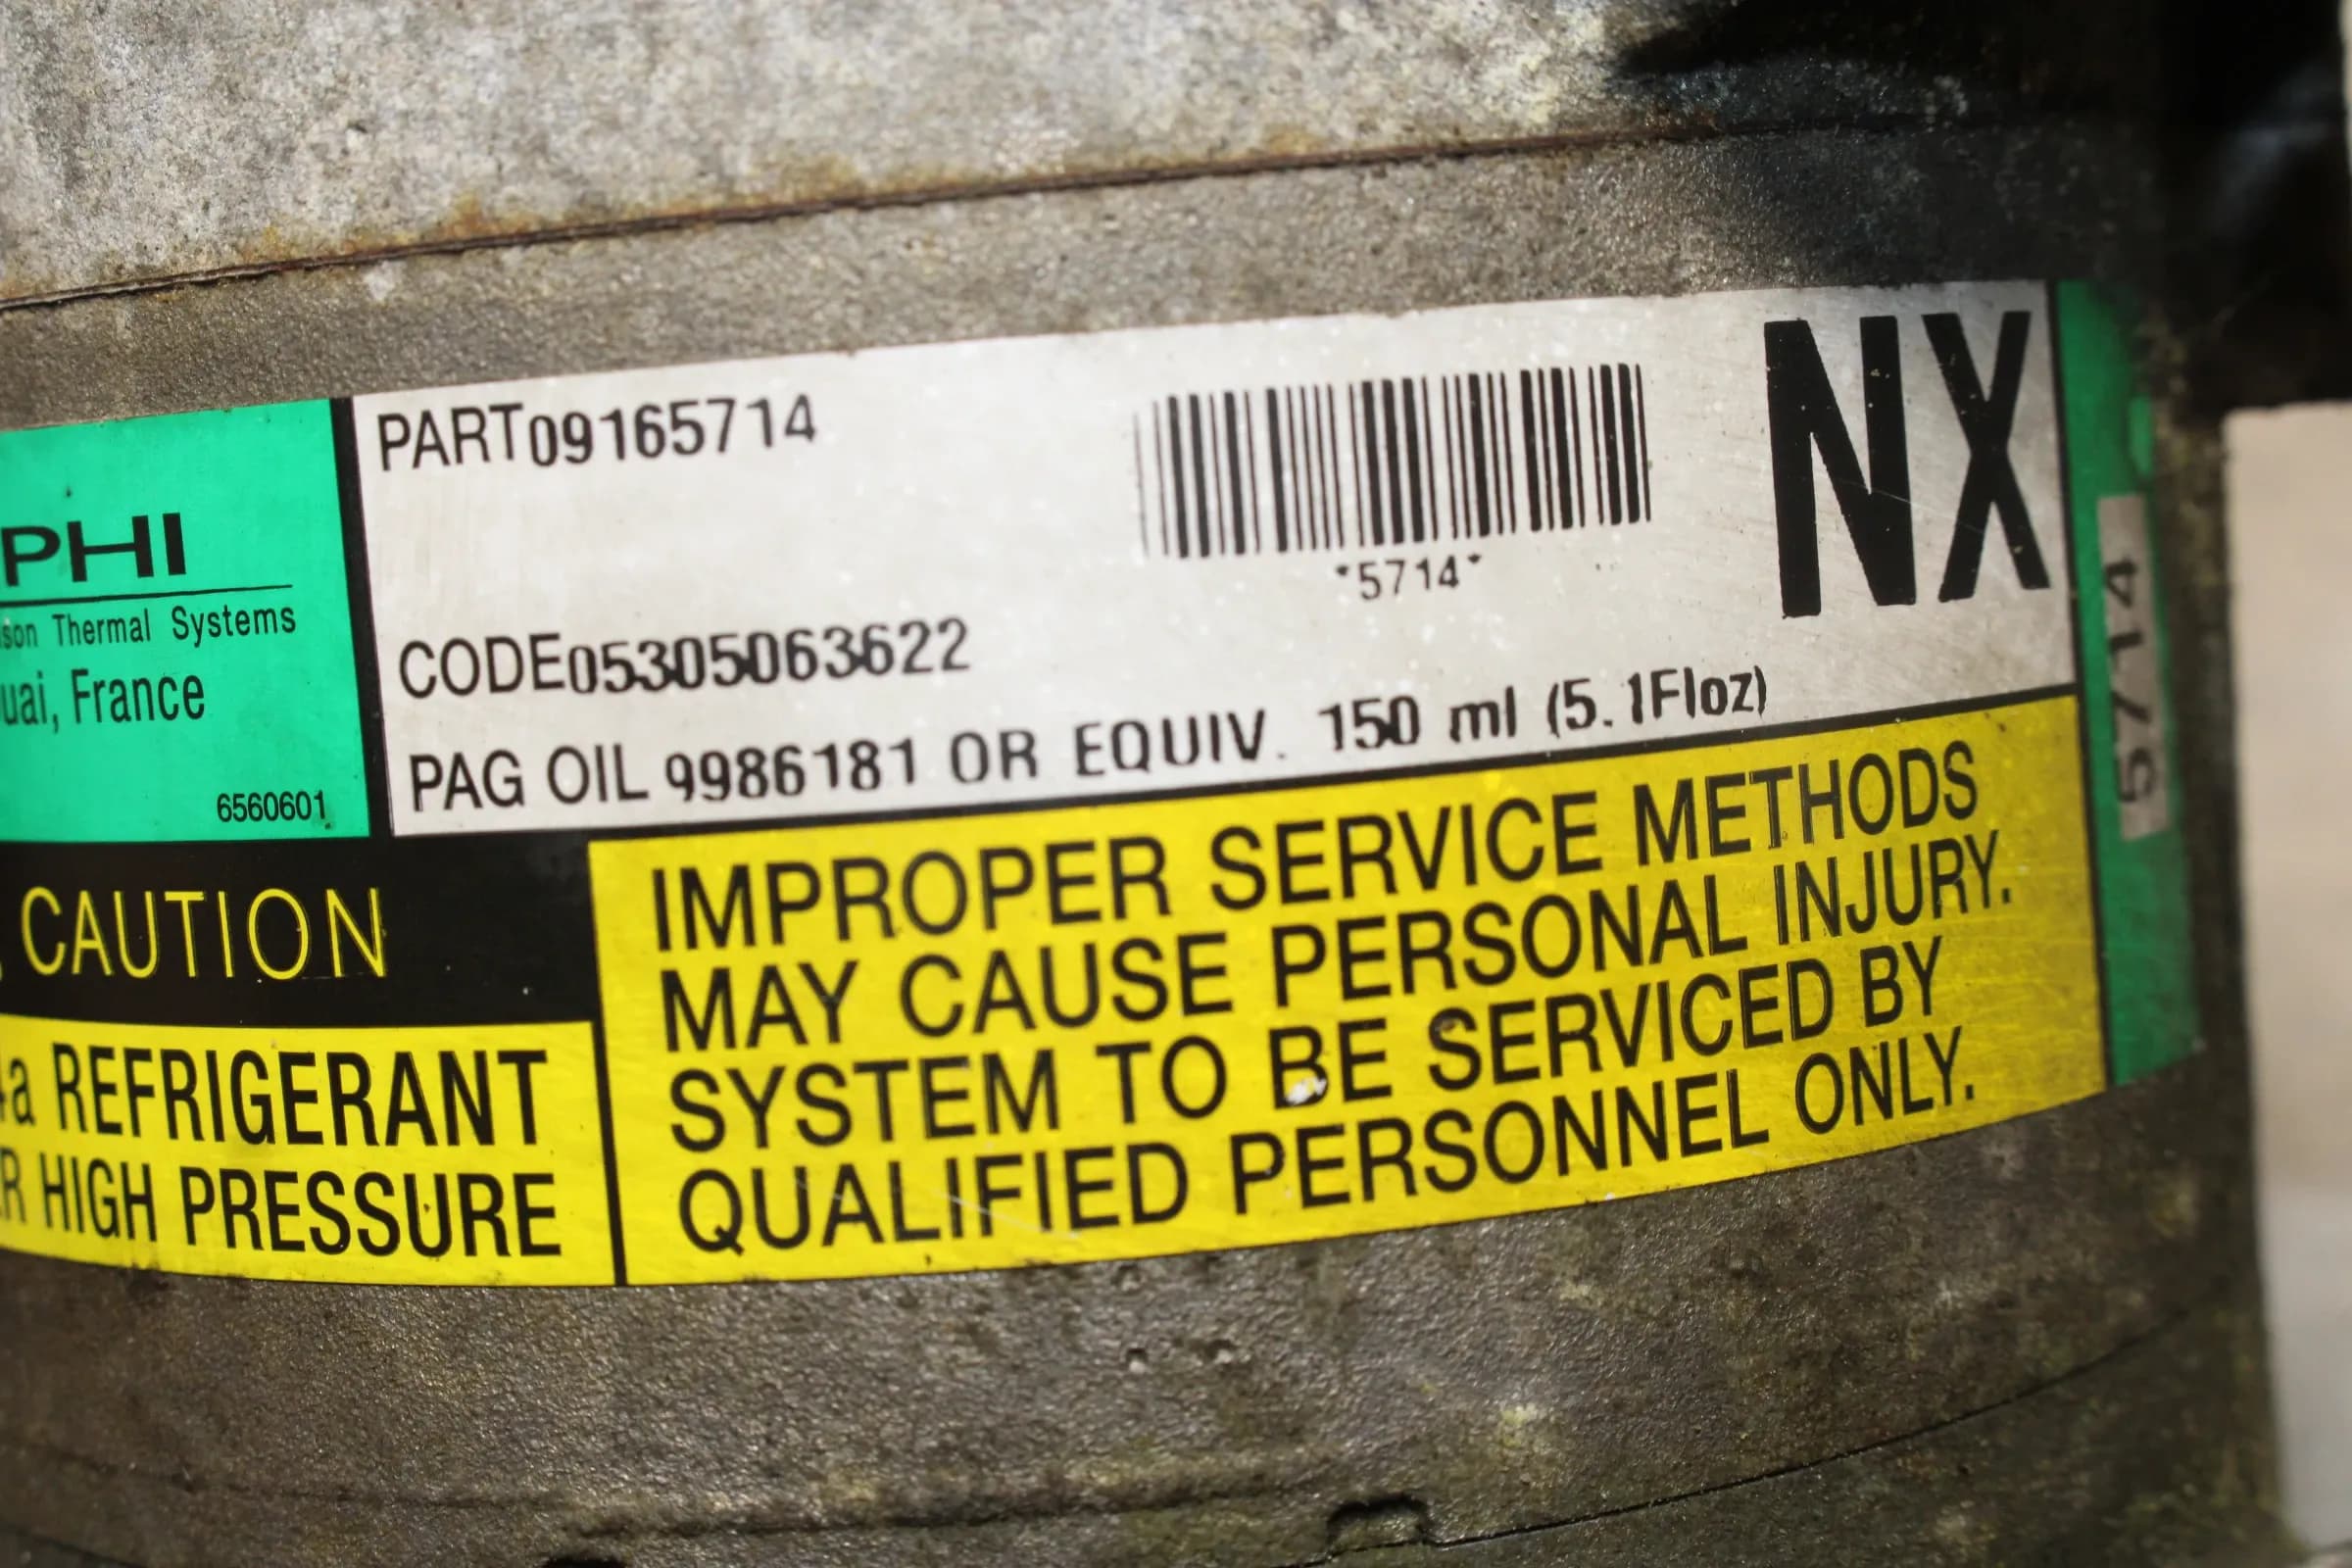 PHI
son Thermal Systems
uai, France
6560601
PART09165714
*5714*
NX
CODE05305063622
PAG OIL 9986181 OR EQUIV. 150 ml (5.1Floz)
5714
CAUTION
4a REFRIGERANT
R HIGH PRESSURE
IMPROPER SERVICE METHODS
MAY CAUSE PERSONAL INJURY.
SYSTEM TO BE SERVICED BY
QUALIFIED PERSONNEL ONLY.